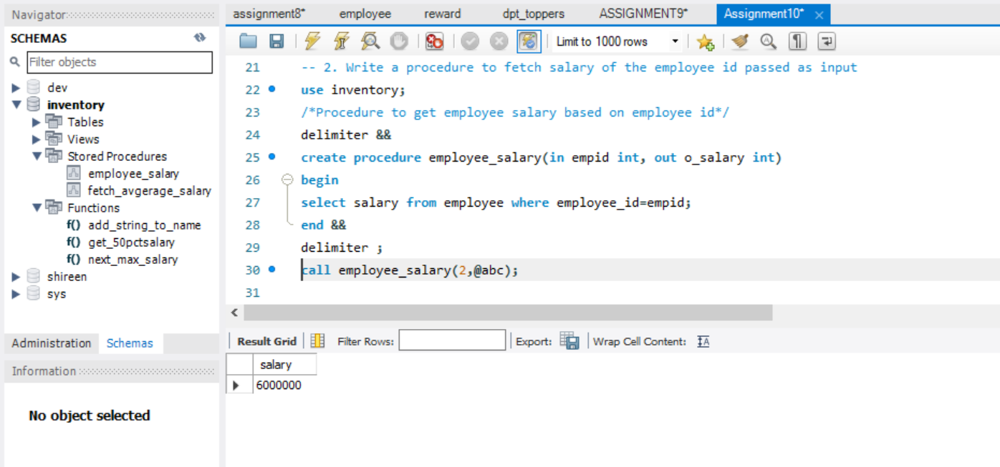 Navigator
SCHEMAS
Filter objects
dev
inventory
Tables
Views
Stored Procedures
employee_salary
fetch_avgerage_salary
Functions
f() add_string_to_name
f() get_50pctsalary
f() next_max_salary
shireen
sys
Administration Schemas
Information
No object selected
assignment8* employee reward dpt_toppers ASSIGNMENT9* Assignment10*
Limit to 1000 rows
21 -- 2. Write a procedure to fetch salary of the employee id passed as input
22 use inventory;
23 /*Procedure to get employee salary based on employee id*/
24 delimiter &&
25 create procedure employee_salary(in empid int, out o_salary int)
26 begin
27 select salary from employee where employee_id=empid;
28 end &&
29 delimiter ;
30 call employee_salary(2,@abc);
31
Result Grid Filter Rows: Export: Wrap Cell Content: IA
salary
6000000